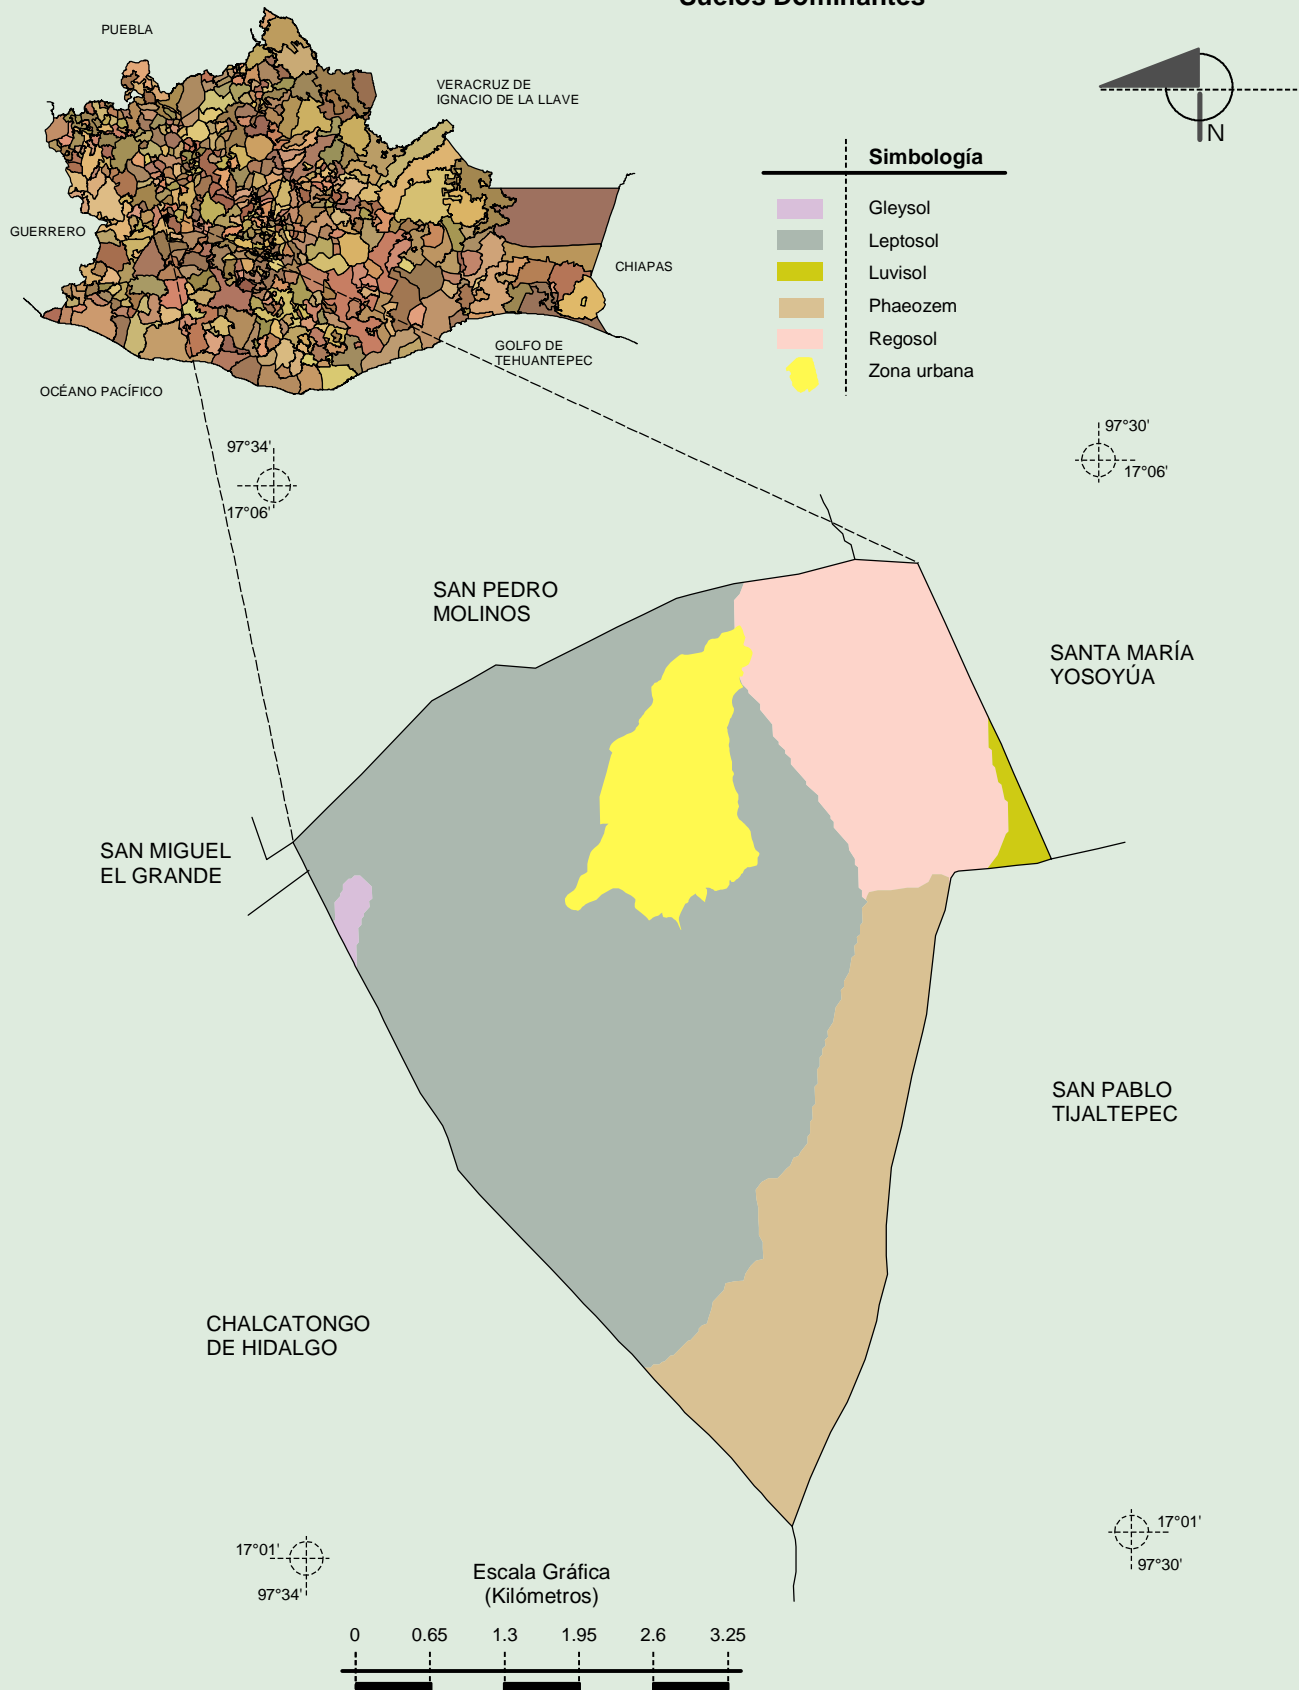 Suelos Dominantes
PUEBLA
VERACRUZ DE
IGNACIO DE LA LLAVE
GUERRERO
CHIAPAS
GOLFO DE
TEHUANTEPEC
OCÉANO PACÍFICO
N
Simbología
Gleysol
Leptosol
Luvisol
Phaeozem
Regosol
Zona urbana
97°34'
17°06'
97°30'
17°06'
SAN PEDRO
MOLINOS
SANTA MARÍA
YOSOYÚA
SAN MIGUEL
EL GRANDE
SAN PABLO
TIJALTEPEC
CHALCATONGO
DE HIDALGO
17°01'
97°34'
17°01'
97°30'
Escala Gráfica
(Kilómetros)
0 0.65 1.3 1.95 2.6 3.25